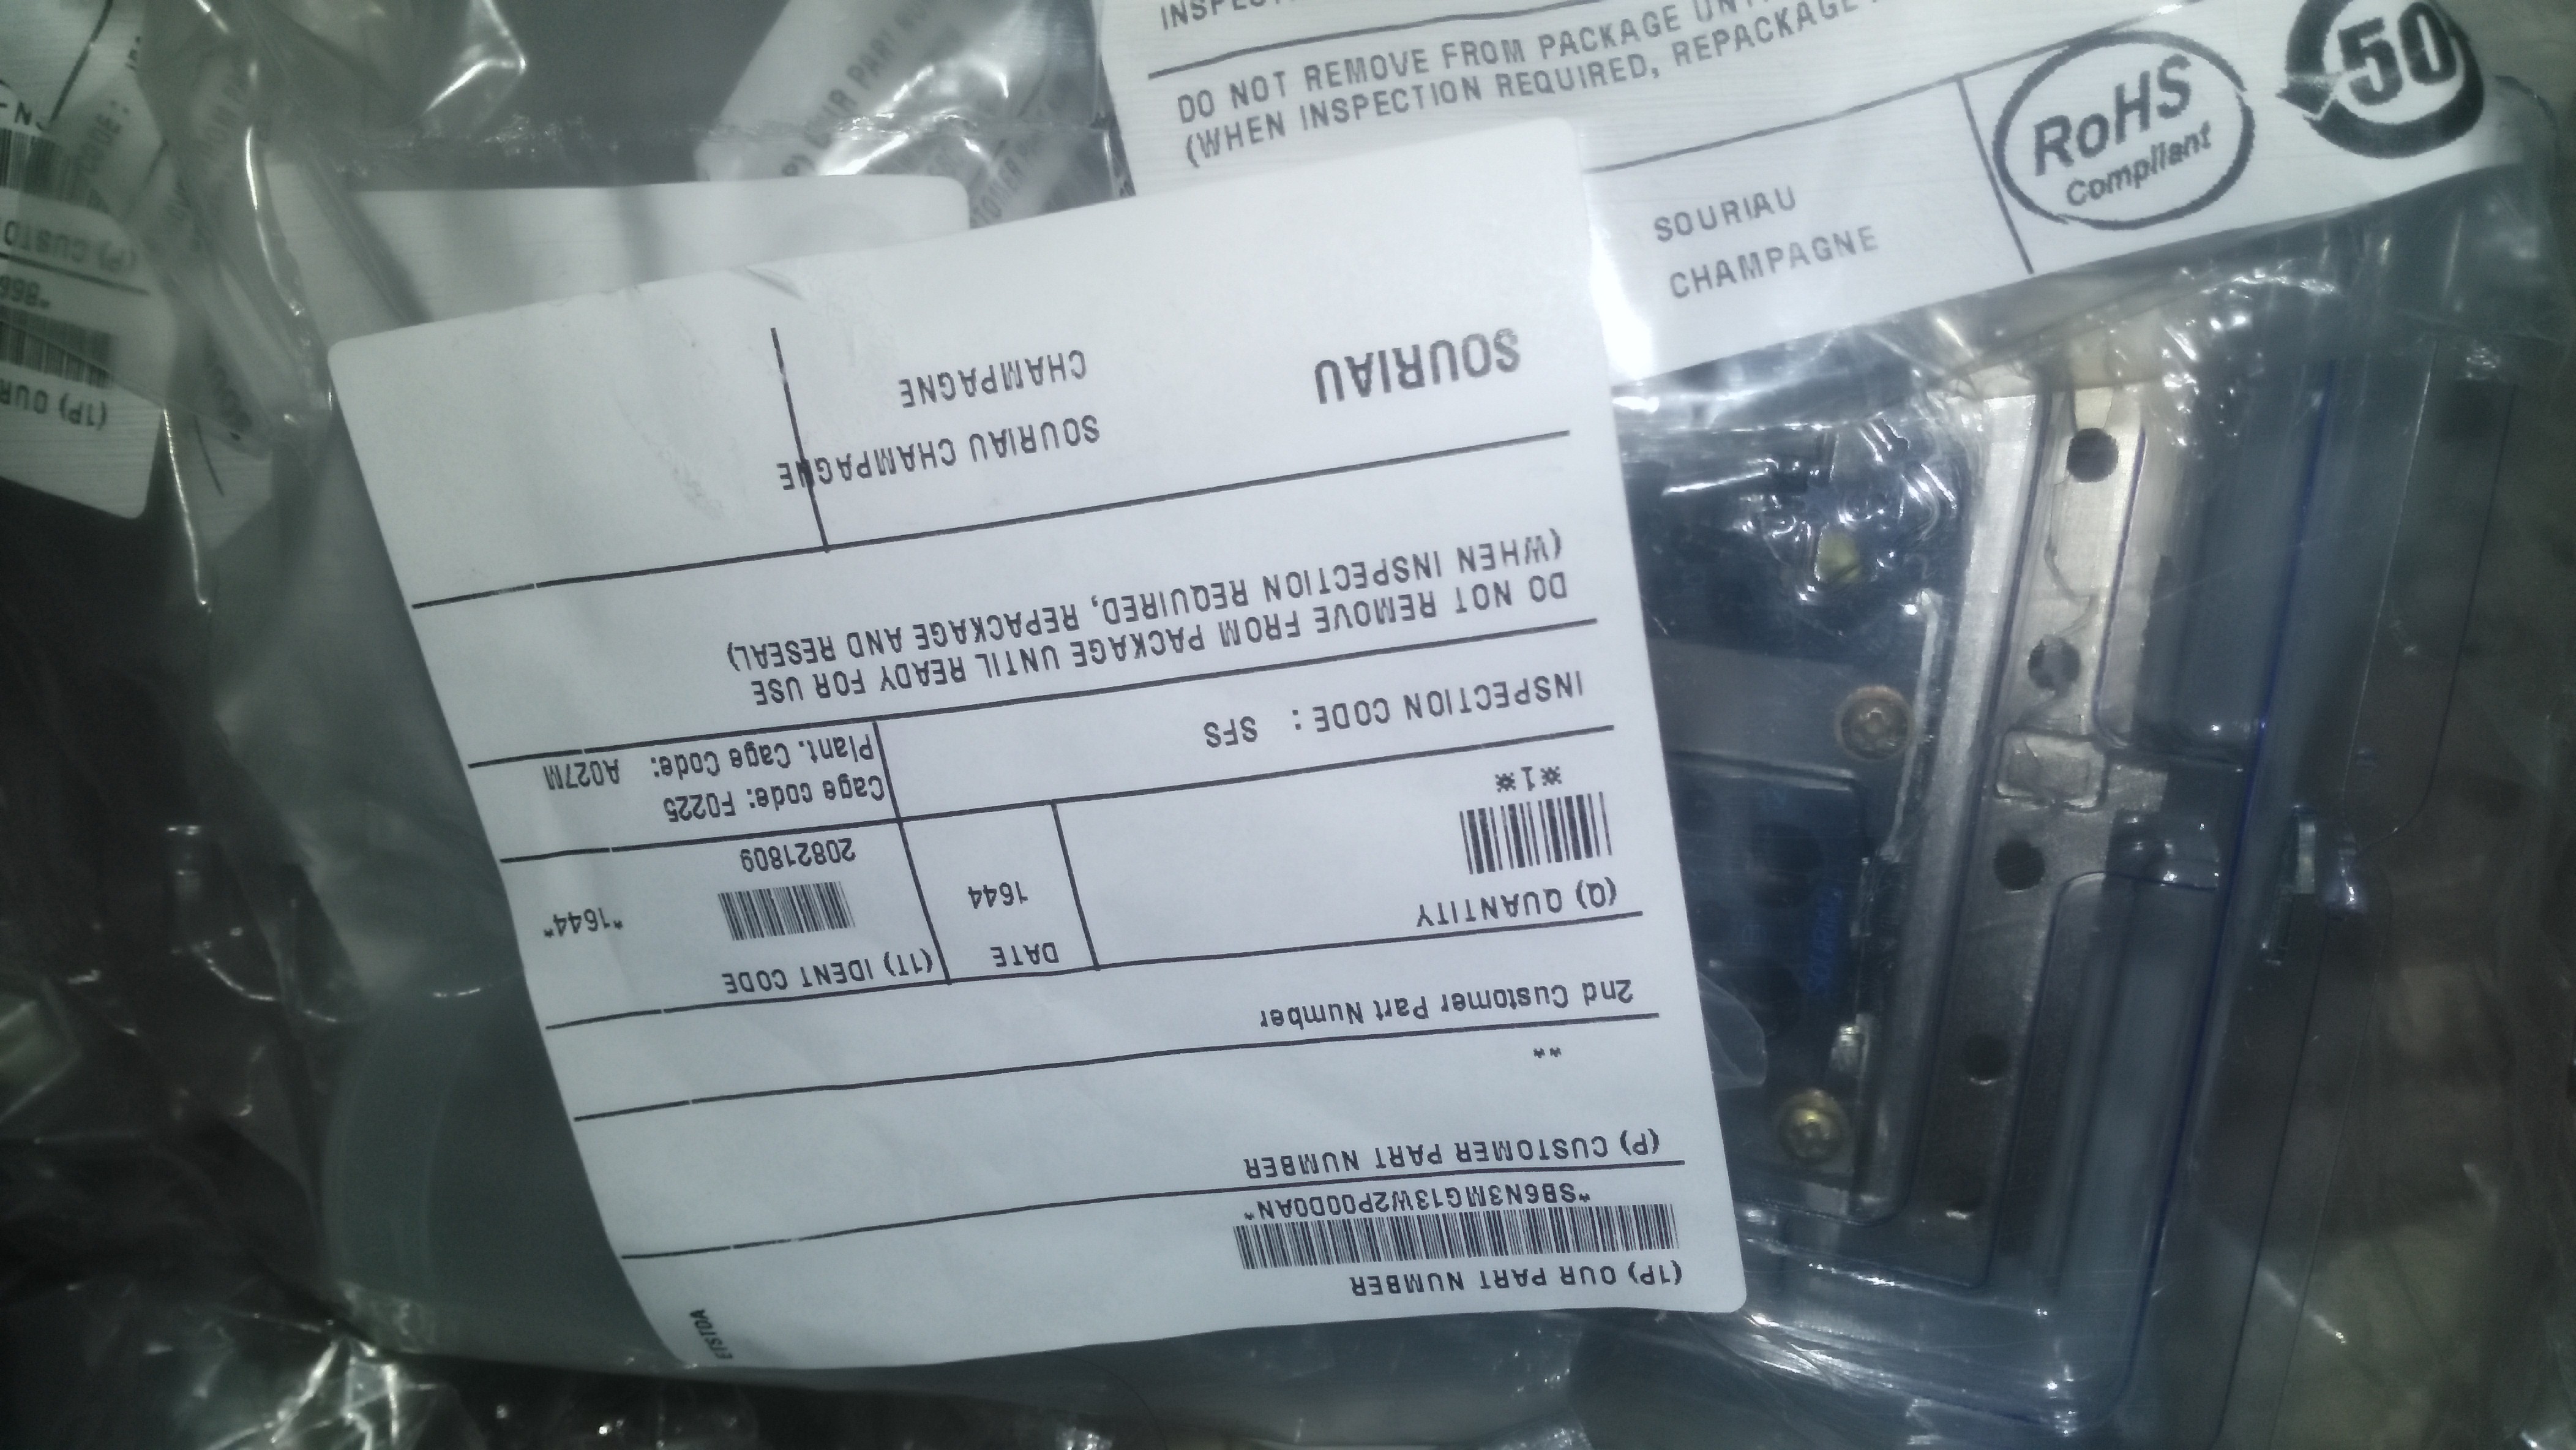 (1P) OUR PART NUMBER
*SB6N3MG13W2P00D0AN*
(P) CUSTOMER PART NUMBER
**
2nd Customer Part Number
(Q) QUANTITY
*1*
DATE
1644
(1T) IDENT CODE
20821809
*1644*
INSPECTION CODE : SFS
Cage code: F0225
Plant. Cage Code: A027M
DO NOT REMOVE FROM PACKAGE UNTIL READY FOR USE
(WHEN INSPECTION REQUIRED, REPACKAGE AND RESEAL)
SOURIAU
SOURIAU CHAMPAGNE
CHAMPAGNE
DO NOT REMOVE FROM PACKAGE
(WHEN INSPECTION REQUIRED, REPACKAGE
SOURIAU
CHAMPAGNE
RoHS
Compliant
50
(1P) OUR
(P) CUSTO